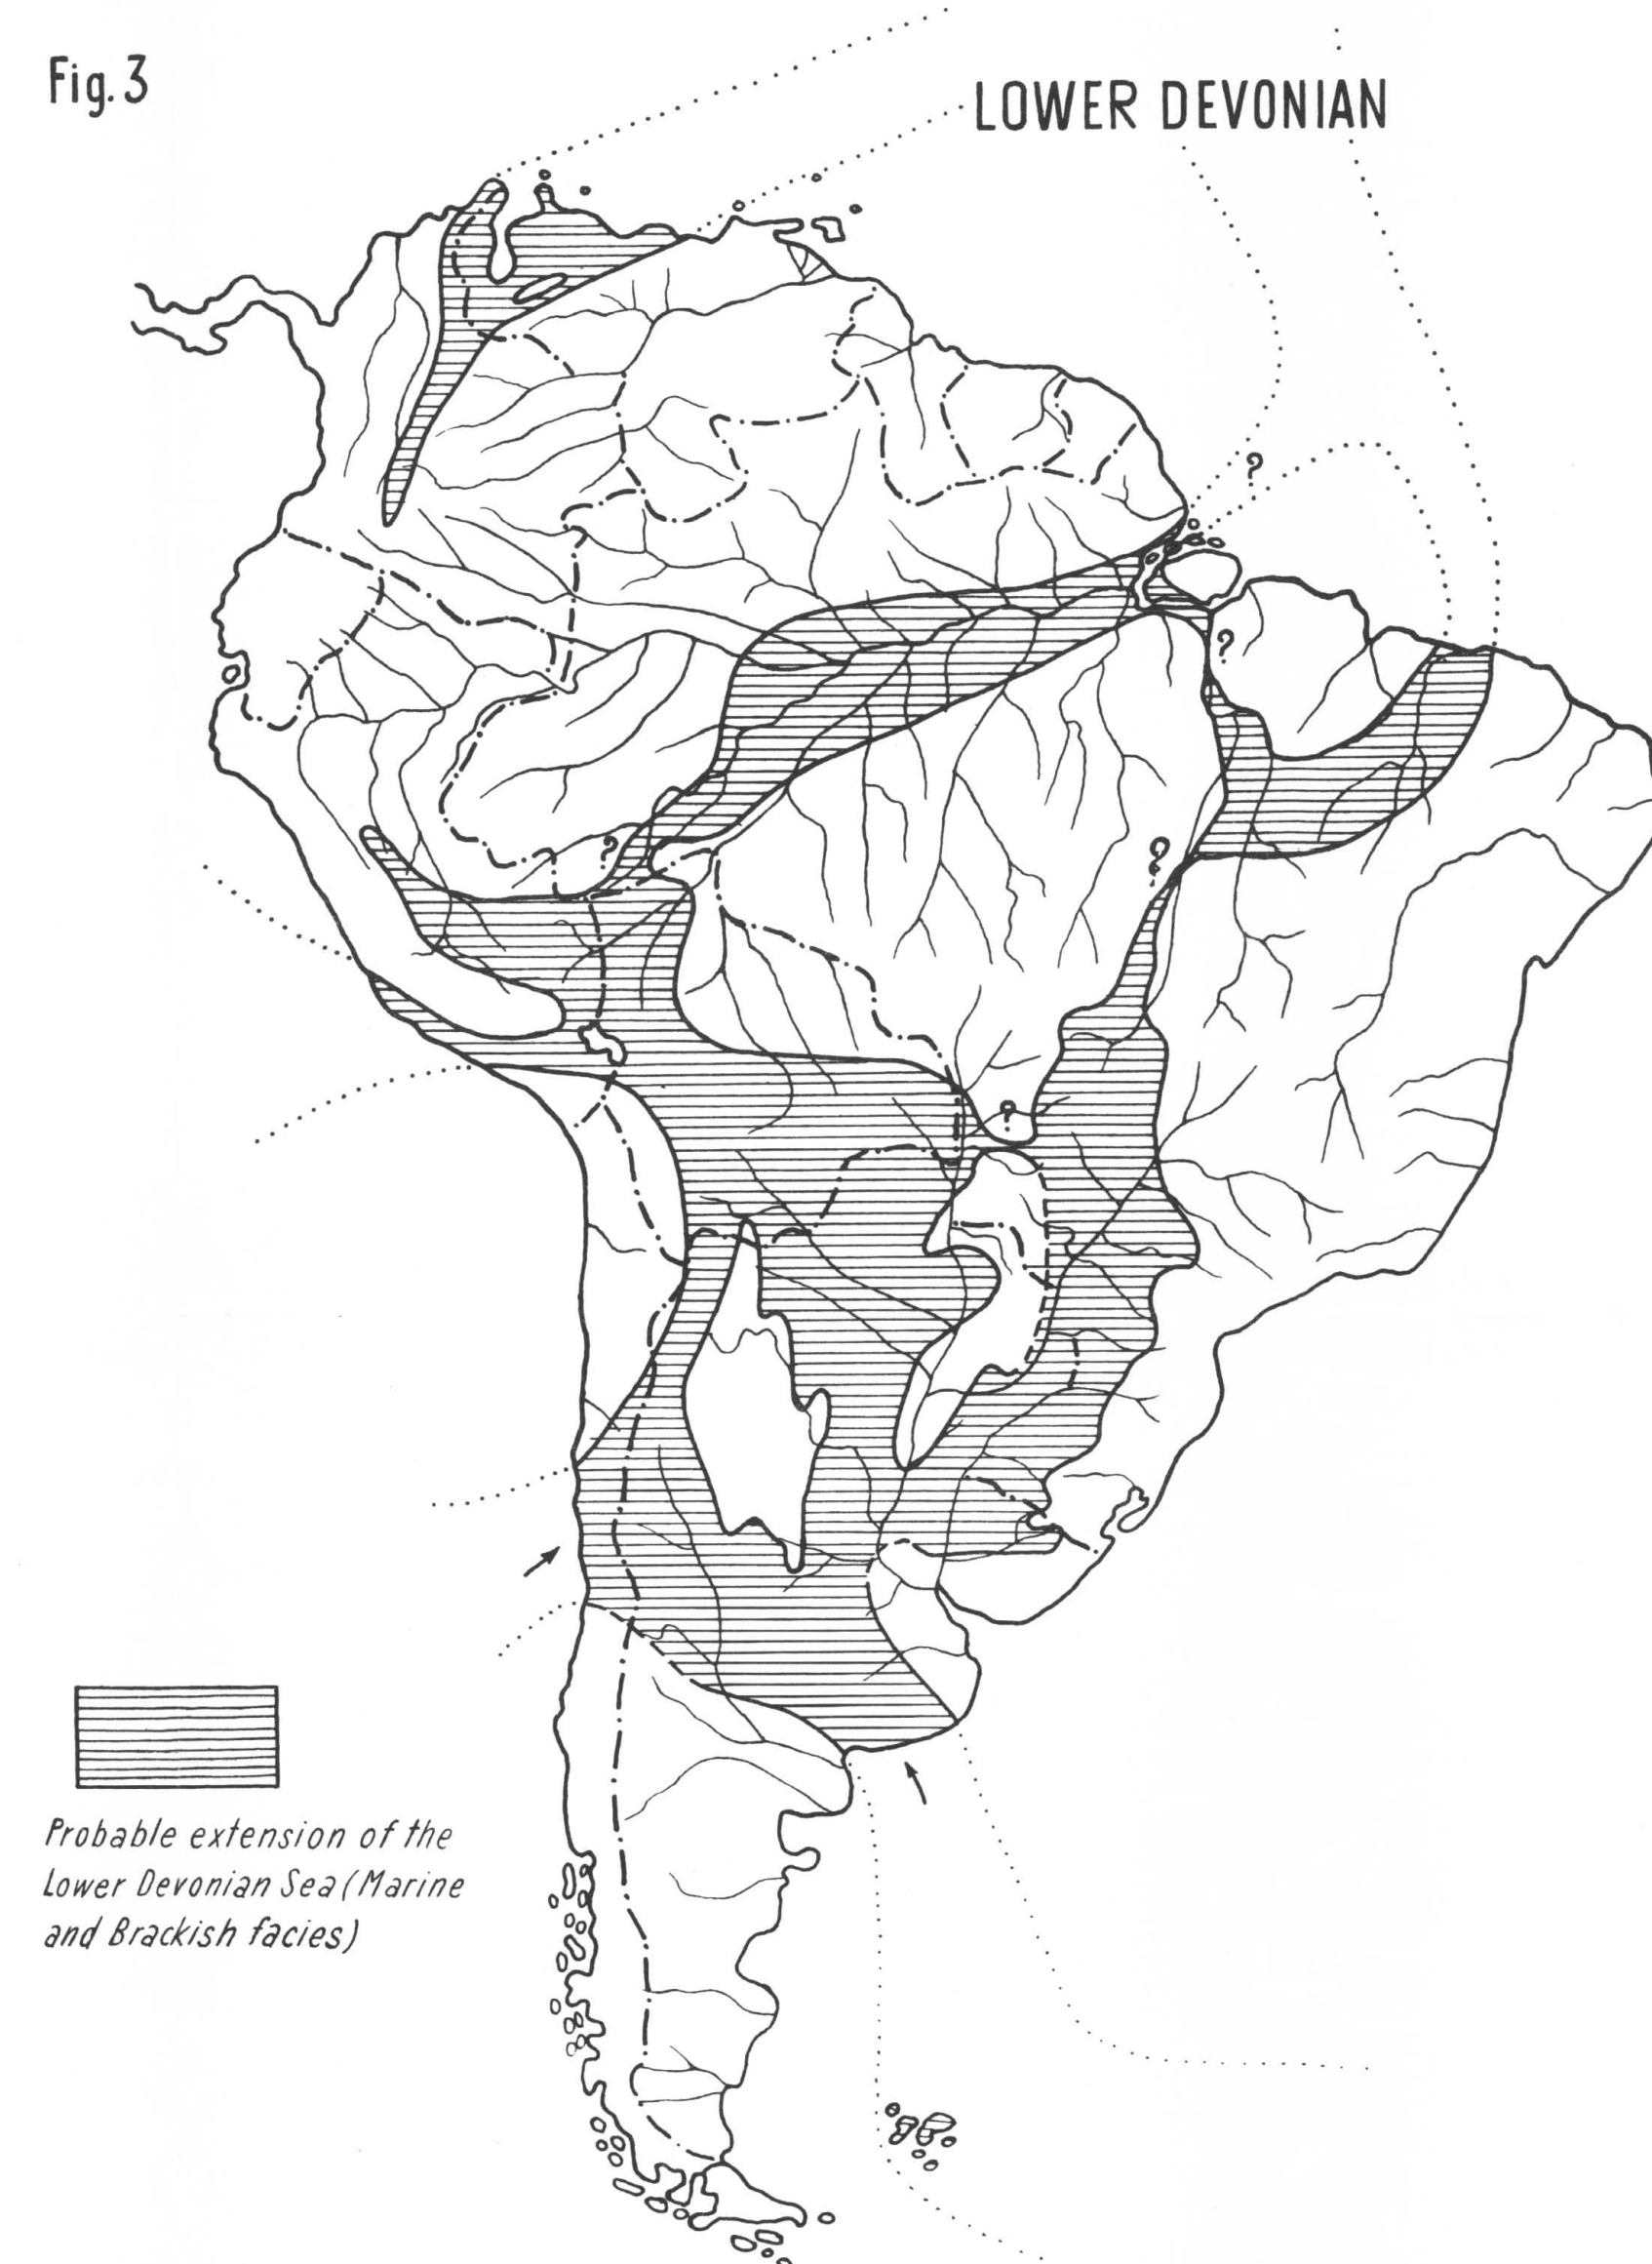 Fig. 3
LOWER DEVONIAN
?
?
?
?
?
Probable extension of the
Lower Devonian Sea (Marine
and Brackish facies)